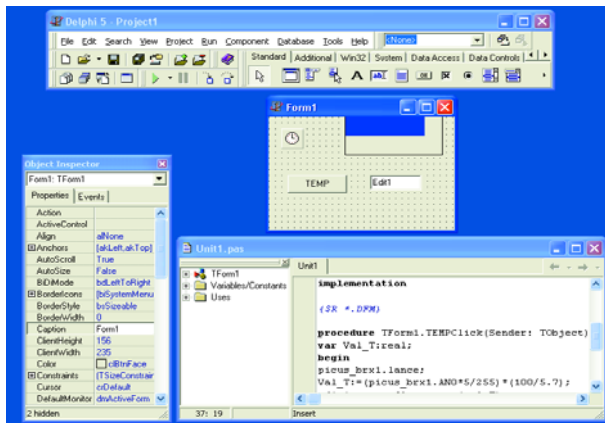 Delphi 5 - Project1
File Edit Search View Project Run Component Database Tools Help <None>
Standard Additional Win32 System Data Access Data Controls
Form1
TEMP Edit1
Object Inspector
Form1: TForm1
Properties Events
Action
ActiveControl
Align alNone
Anchors [akLeft,akTop]
AutoScroll True
AutoSize False
BiDiMode bdLeftToRight
BorderIcons [biSystemMenu
BorderStyle bsSizeable
BorderWidth 0
Caption Form1
ClientHeight 156
ClientWidth 235
Color clBtnFace
Constraints (TSizeConstrair
Cursor crDefault
DefaultMonitor dmActiveForm
2 hidden
Unit1.pas
TForm1
Variables/Constants
Uses
Unit1
implementation
{$R *.DFM}
procedure TForm1.TEMPClick(Sender: TObject)
var Val_T:real;
begin
picus_brx1.lance;
Val_T:=(picus_brx1.AN0*5/255)*(100/5.7);
37: 19 Insert